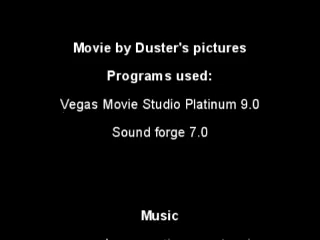 Movie by Duster's pictures
Programs used:
Vegas Movie Studio Platinum 9.0
Sound forge 7.0
Music